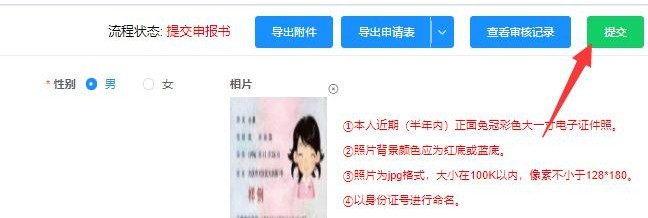 流程状态: 提交申报书 导出附件 导出申请表 查看审核记录 提交
* 性别 男 女 相片
①本人近期（半年内）正面免冠彩色大一寸电子证件照。
②照片背景颜色应为红底或蓝底。
③照片为jpg格式，大小在100K以内，像素不小于128*180。
④以身份证号进行命名。
样例